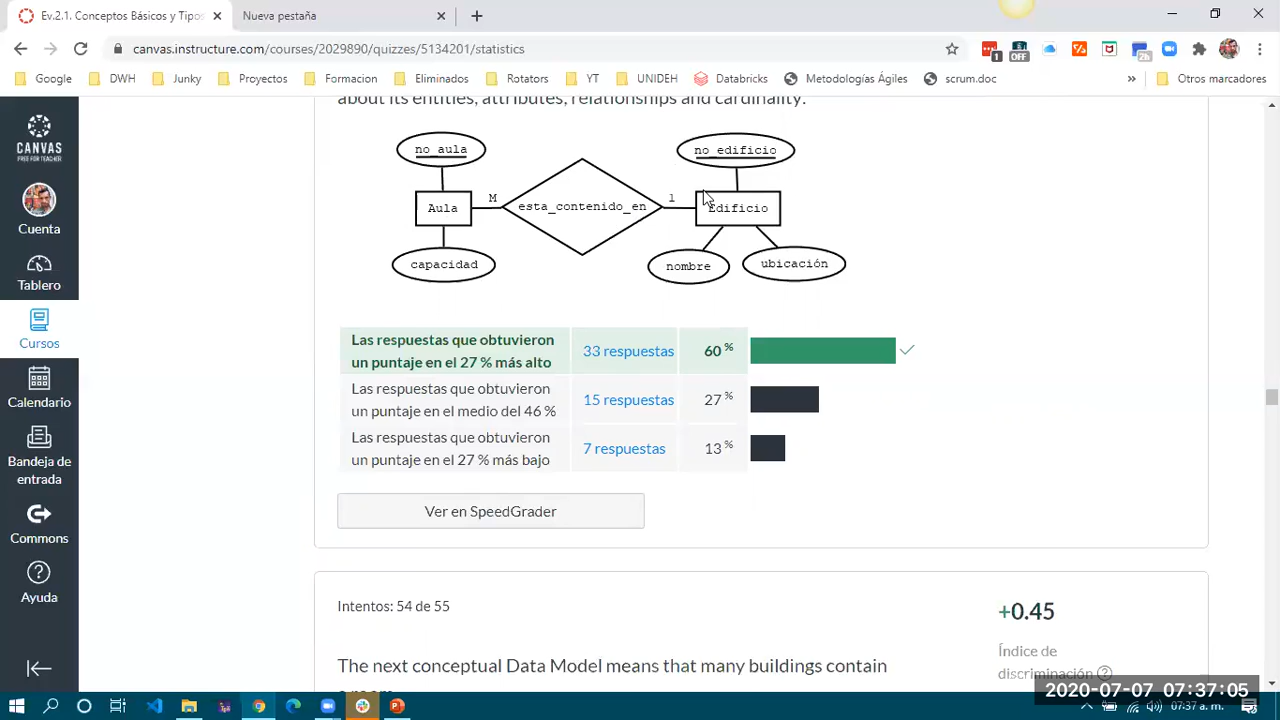 Ev.2.1. Conceptos Básicos y Tipos
Nueva pestaña
canvas.instructure.com/courses/2029890/quizzes/5134201/statistics
1
OFF
2h
Google DWH Junky Proyectos Formacion Eliminados Rotators YT UNIDEH Databricks Metodologías Ágiles scrum.doc » Otros marcadores
CANVAS
FREE FOR TEACHER
Cuenta
Tablero
Cursos
Calendario
Bandeja de
entrada
Commons
Ayuda
about its entities, attributes, relationships and cardinality.
no_aula
no_edificio
M
1
Aula
esta_contenido_en
Edificio
capacidad
nombre
ubicación
Las respuestas que obtuvieron
un puntaje en el 27 % más alto
33 respuestas
60 %
Las respuestas que obtuvieron
un puntaje en el medio del 46 %
15 respuestas
27 %
Las respuestas que obtuvieron
un puntaje en el 27 % más bajo
7 respuestas
13 %
Ver en SpeedGrader
Intentos: 54 de 55
+0.45
Índice de
discriminación
The next conceptual Data Model means that many buildings contain
2020-07-07 07:37:05
07:37 a. m.